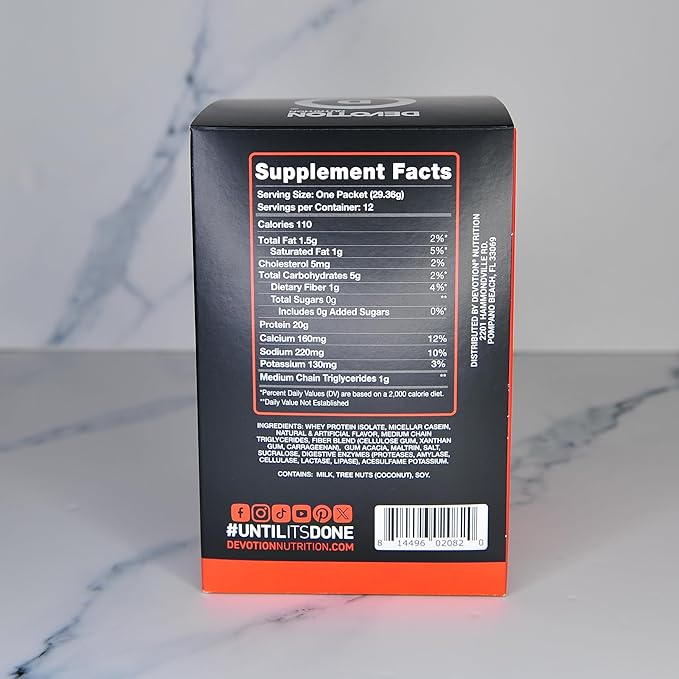 DEVOTION
NUTRITION
Supplement Facts
Serving Size: One Packet (29.36g)
Servings per Container: 12
Calories 110
Total Fat 1.5g 2%*
Saturated Fat 1g 5%*
Cholesterol 5mg 2%
Total Carbohydrates 5g 2%*
Dietary Fiber 1g 4%*
Total Sugars 0g **
Includes 0g Added Sugars 0%*
Protein 20g
Calcium 160mg 12%
Sodium 220mg 10%
Potassium 130mg 3%
Medium Chain Triglycerides 1g **
*Percent Daily Values (DV) are based on a 2,000 calorie diet.
**Daily Value Not Established
INGREDIENTS: WHEY PROTEIN ISOLATE, MICELLAR CASEIN,
NATURAL & ARTIFICIAL FLAVOR, MEDIUM CHAIN
TRIGLYCERIDES, FIBER BLEND (CELLULOSE GUM, XANTHAN
GUM, CARRAGEENAN), GUM ACACIA, MALTRIN, SALT,
SUCRALOSE, DIGESTIVE ENZYMES (PROTEASES, AMYLASE,
CELLULASE, LACTASE, LIPASE), ACESULFAME POTASSIUM.
CONTAINS: MILK, TREE NUTS (COCONUT), SOY.
DISTRIBUTED BY DEVOTION® NUTRITION
2201 HAMMONDVILLE RD.
POMPANO BEACH, FL 33069
#UNTILITSDONE
DEVOTIONNUTRITION.COM
8 14496 02082 0